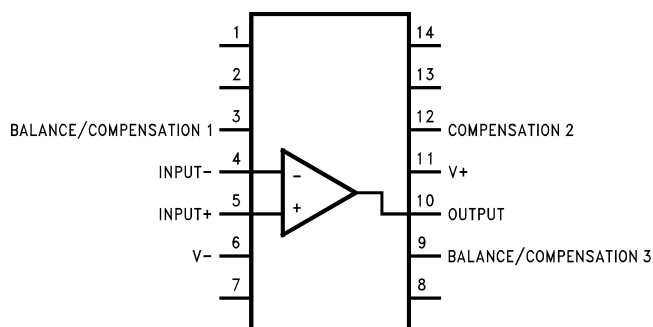 1 14
2 13
BALANCE/COMPENSATION 1 3 12 COMPENSATION 2
INPUT- 4 - 11 V+
INPUT+ 5 + 10 OUTPUT
V- 6 9 BALANCE/COMPENSATION 3
7 8